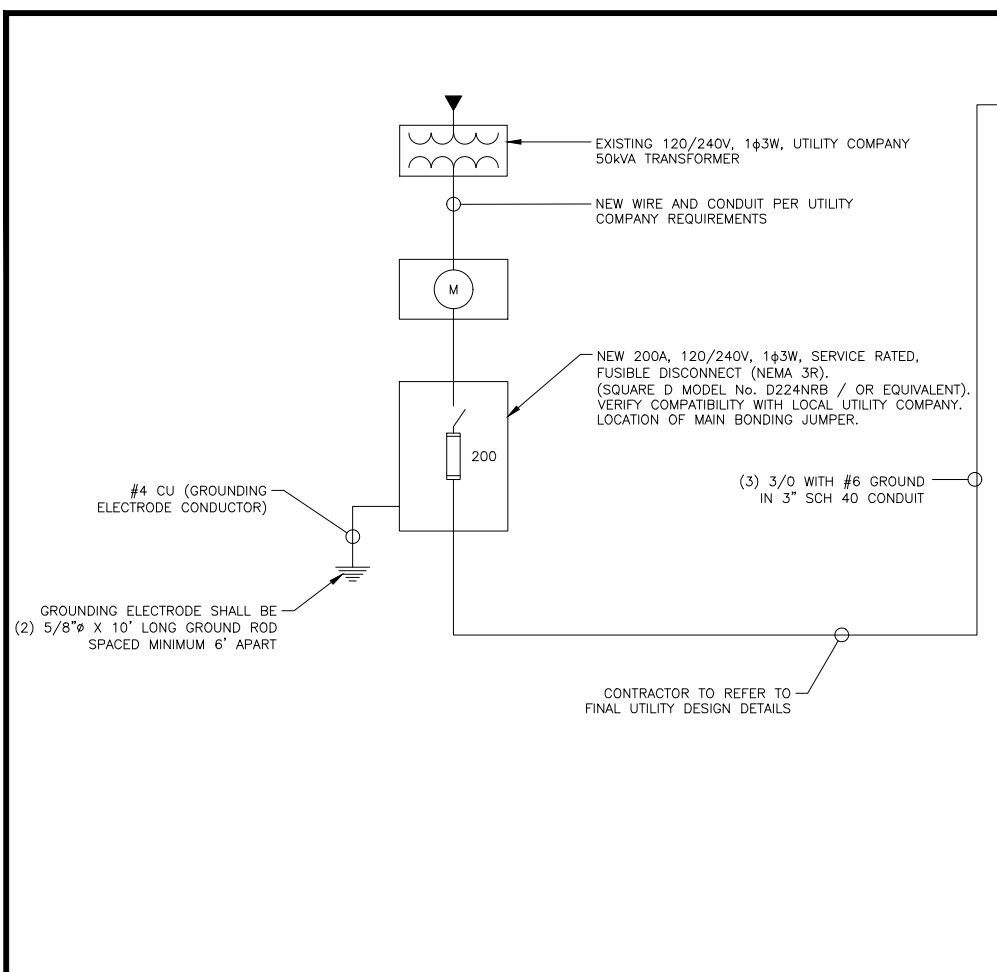 EXISTING 120/240V, 1ϕ3W, UTILITY COMPANY
50kVA TRANSFORMER
NEW WIRE AND CONDUIT PER UTILITY
COMPANY REQUIREMENTS
M
NEW 200A, 120/240V, 1ϕ3W, SERVICE RATED,
FUSIBLE DISCONNECT (NEMA 3R).
(SQUARE D MODEL No. D224NRB / OR EQUIVALENT).
VERIFY COMPATIBILITY WITH LOCAL UTILITY COMPANY.
LOCATION OF MAIN BONDING JUMPER.
200
#4 CU (GROUNDING
ELECTRODE CONDUCTOR)
(3) 3/0 WITH #6 GROUND
IN 3" SCH 40 CONDUIT
GROUNDING ELECTRODE SHALL BE
(2) 5/8"ø X 10' LONG GROUND ROD
SPACED MINIMUM 6' APART
CONTRACTOR TO REFER TO
FINAL UTILITY DESIGN DETAILS